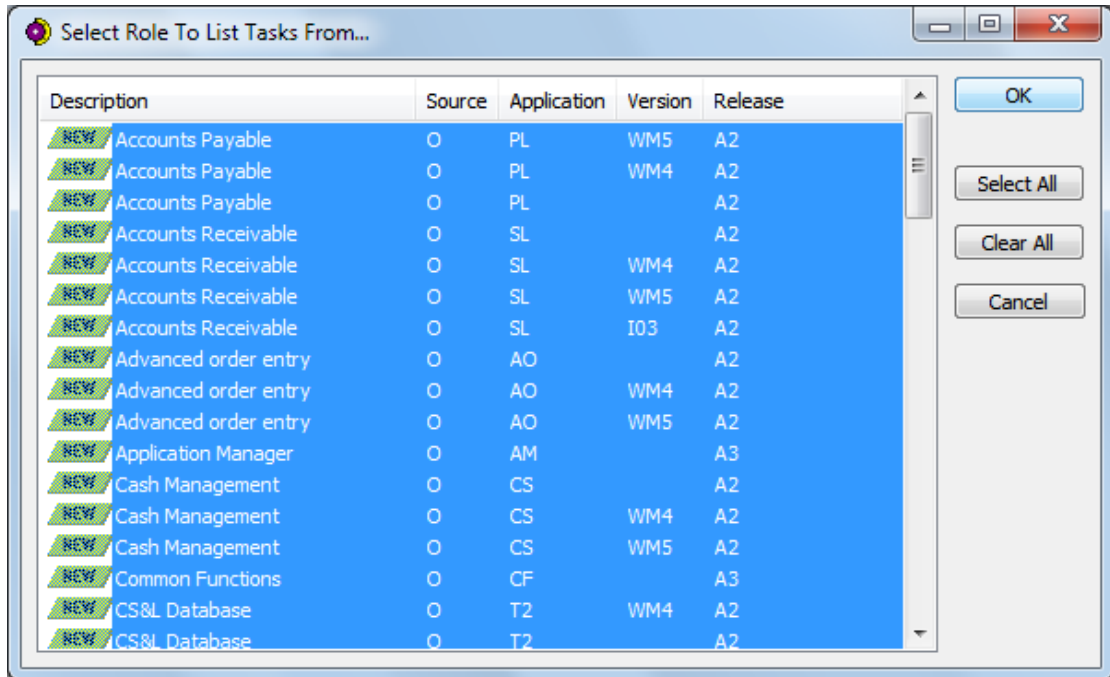 Select Role To List Tasks From...
Description Source Application Version Release
NEW Accounts Payable O PL WM5 A2
NEW Accounts Payable O PL WM4 A2
NEW Accounts Payable O PL A2
NEW Accounts Receivable O SL A2
NEW Accounts Receivable O SL WM4 A2
NEW Accounts Receivable O SL WM5 A2
NEW Accounts Receivable O SL I03 A2
NEW Advanced order entry O AO A2
NEW Advanced order entry O AO WM4 A2
NEW Advanced order entry O AO WM5 A2
NEW Application Manager O AM A3
NEW Cash Management O CS A2
NEW Cash Management O CS WM4 A2
NEW Cash Management O CS WM5 A2
NEW Common Functions O CF A3
NEW CS&L Database O T2 WM4 A2
NEW CS&L Database O T2 A2
OK
Select All
Clear All
Cancel